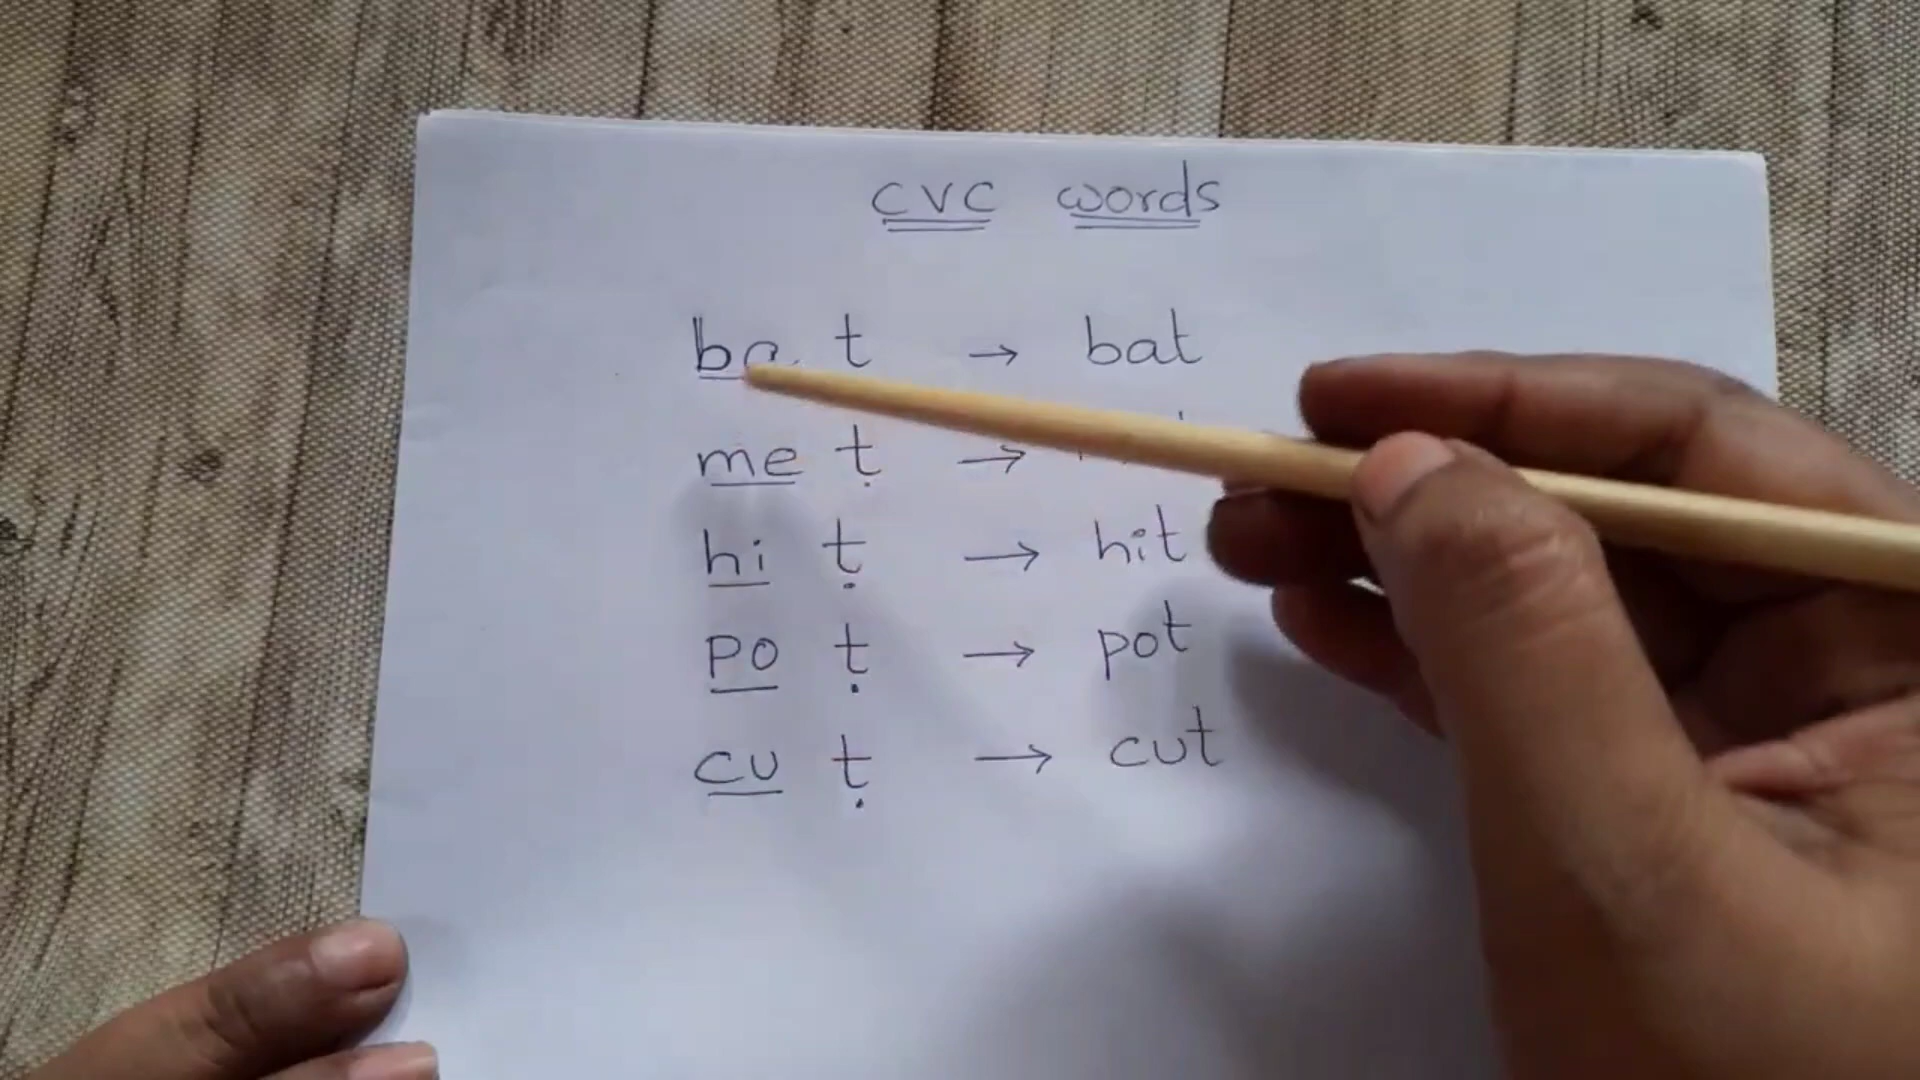 CVC words
ba t → bat
me t →
hi t → hit
po t → pot
cu t → cut